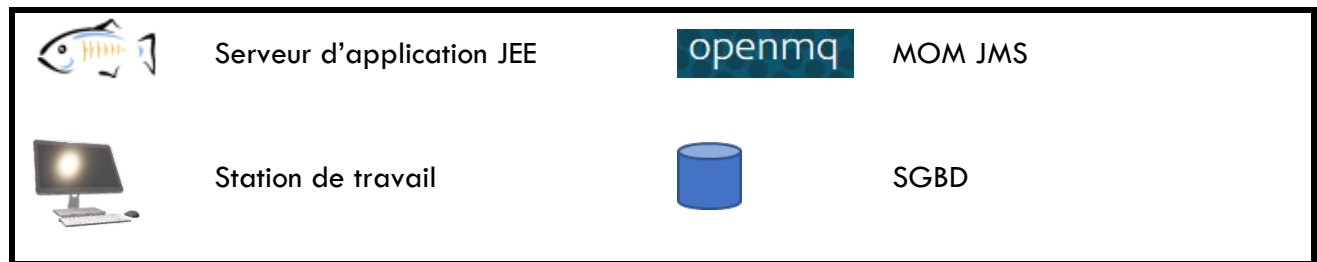 Serveur d'application JEE
openmq
MOM JMS
Station de travail
SGBD